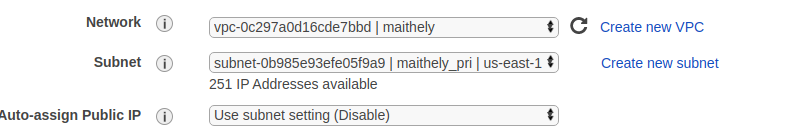 Network vpc-0c297a0d16cde7bbd | maithely Create new VPC
Subnet subnet-0b985e93efe05f9a9 | maithely_pri | us-east-1 Create new subnet
251 IP Addresses available
Auto-assign Public IP Use subnet setting (Disable)